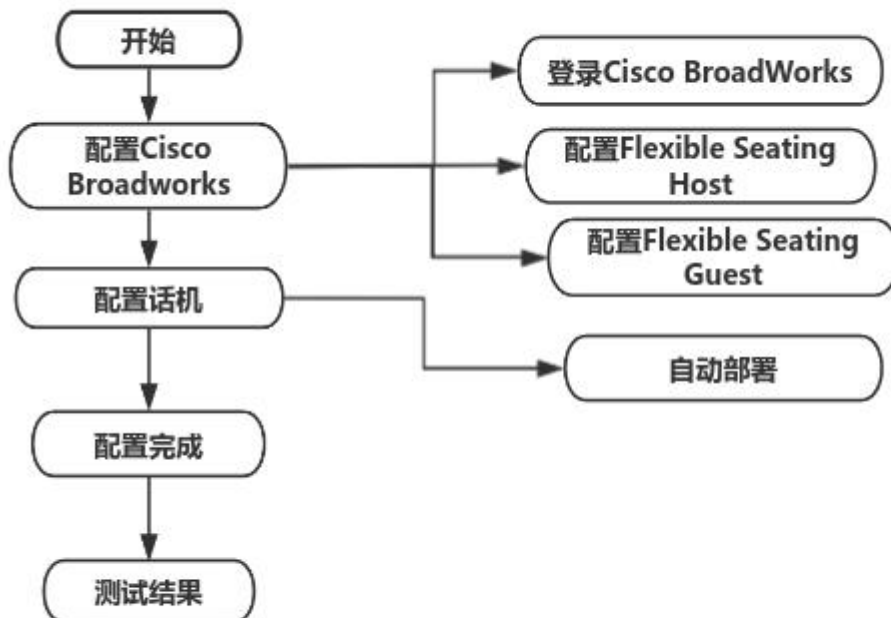 开始
登录Cisco BroadWorks
配置Cisco
Broadworks
配置Flexible Seating
Host
配置Flexible Seating
Guest
配置话机
自动部署
配置完成
测试结果